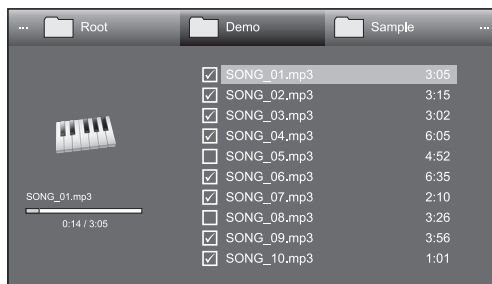 ... Root Demo Sample ...
SONG_01.mp3 3:05
SONG_02.mp3 3:15
SONG_03.mp3 3:02
SONG_04.mp3 6:05
SONG_05.mp3 4:52
SONG_06.mp3 6:35
SONG_07.mp3 2:10
SONG_08.mp3 3:26
SONG_09.mp3 3:56
SONG_10.mp3 1:01
SONG_01.mp3
0:14 / 3:05